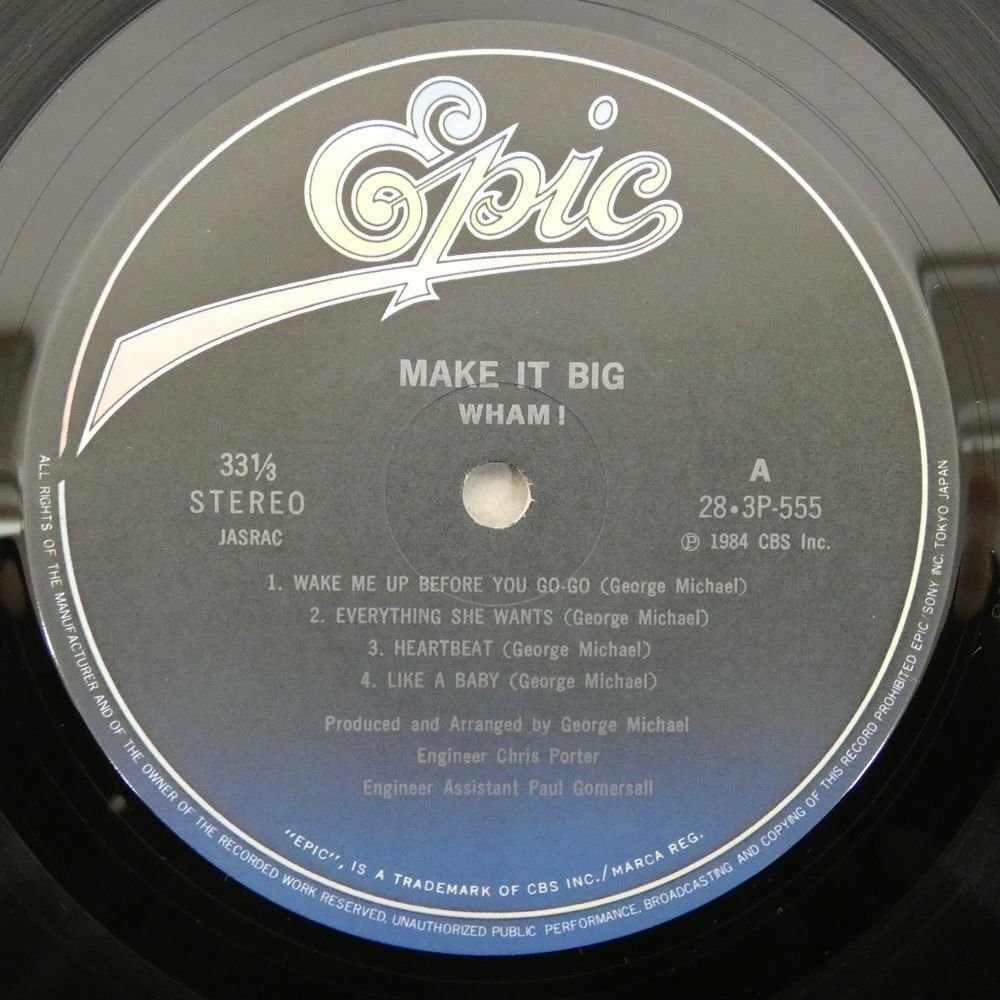 Epic
MAKE IT BIG
WHAM!
33⅓
STEREO
JASRAC
A
28・3P-555
Ⓟ 1984 CBS Inc.
1. WAKE ME UP BEFORE YOU GO-GO (George Michael)
2. EVERYTHING SHE WANTS (George Michael)
3. HEARTBEAT (George Michael)
4. LIKE A BABY (George Michael)
Produced and Arranged by George Michael
Engineer Chris Porter
Engineer Assistant Paul Gomersall
"EPIC", IS A TRADEMARK OF CBS INC./MARCA REG.
ALL RIGHTS OF THE MANUFACTURER AND OF THE OWNER OF THE RECORDED WORK RESERVED, UNAUTHORIZED PUBLIC PERFORMANCE, BROADCASTING AND COPYING OF THIS RECORD PROHIBITED EPIC/SONY INC. TOKYO JAPAN